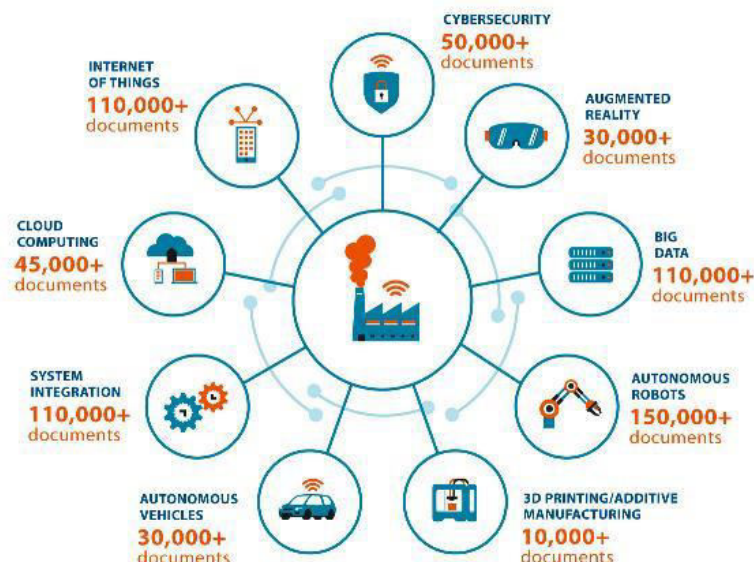 CYBERSECURITY
50,000+
documents
INTERNET
OF THINGS
110,000+
documents
AUGMENTED
REALITY
30,000+
documents
CLOUD
COMPUTING
45,000+
documents
BIG
DATA
110,000+
documents
SYSTEM
INTEGRATION
110,000+
documents
AUTONOMOUS
ROBOTS
150,000+
documents
AUTONOMOUS
VEHICLES
30,000+
documents
3D PRINTING/ADDITIVE
MANUFACTURING
10,000+
documents